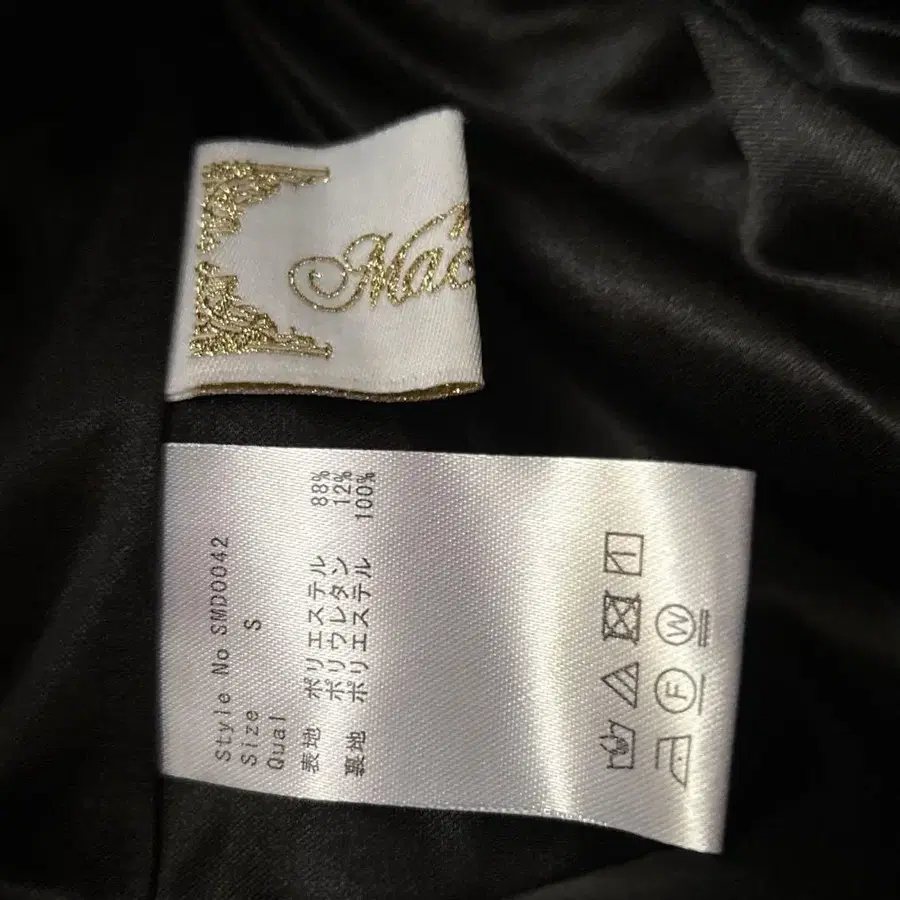 Mac
Style No SMD0042
Size S
Qual
表地 ポリエステル 88%
ポリウレタン 12%
裏地 ポリエステル 100%
F W